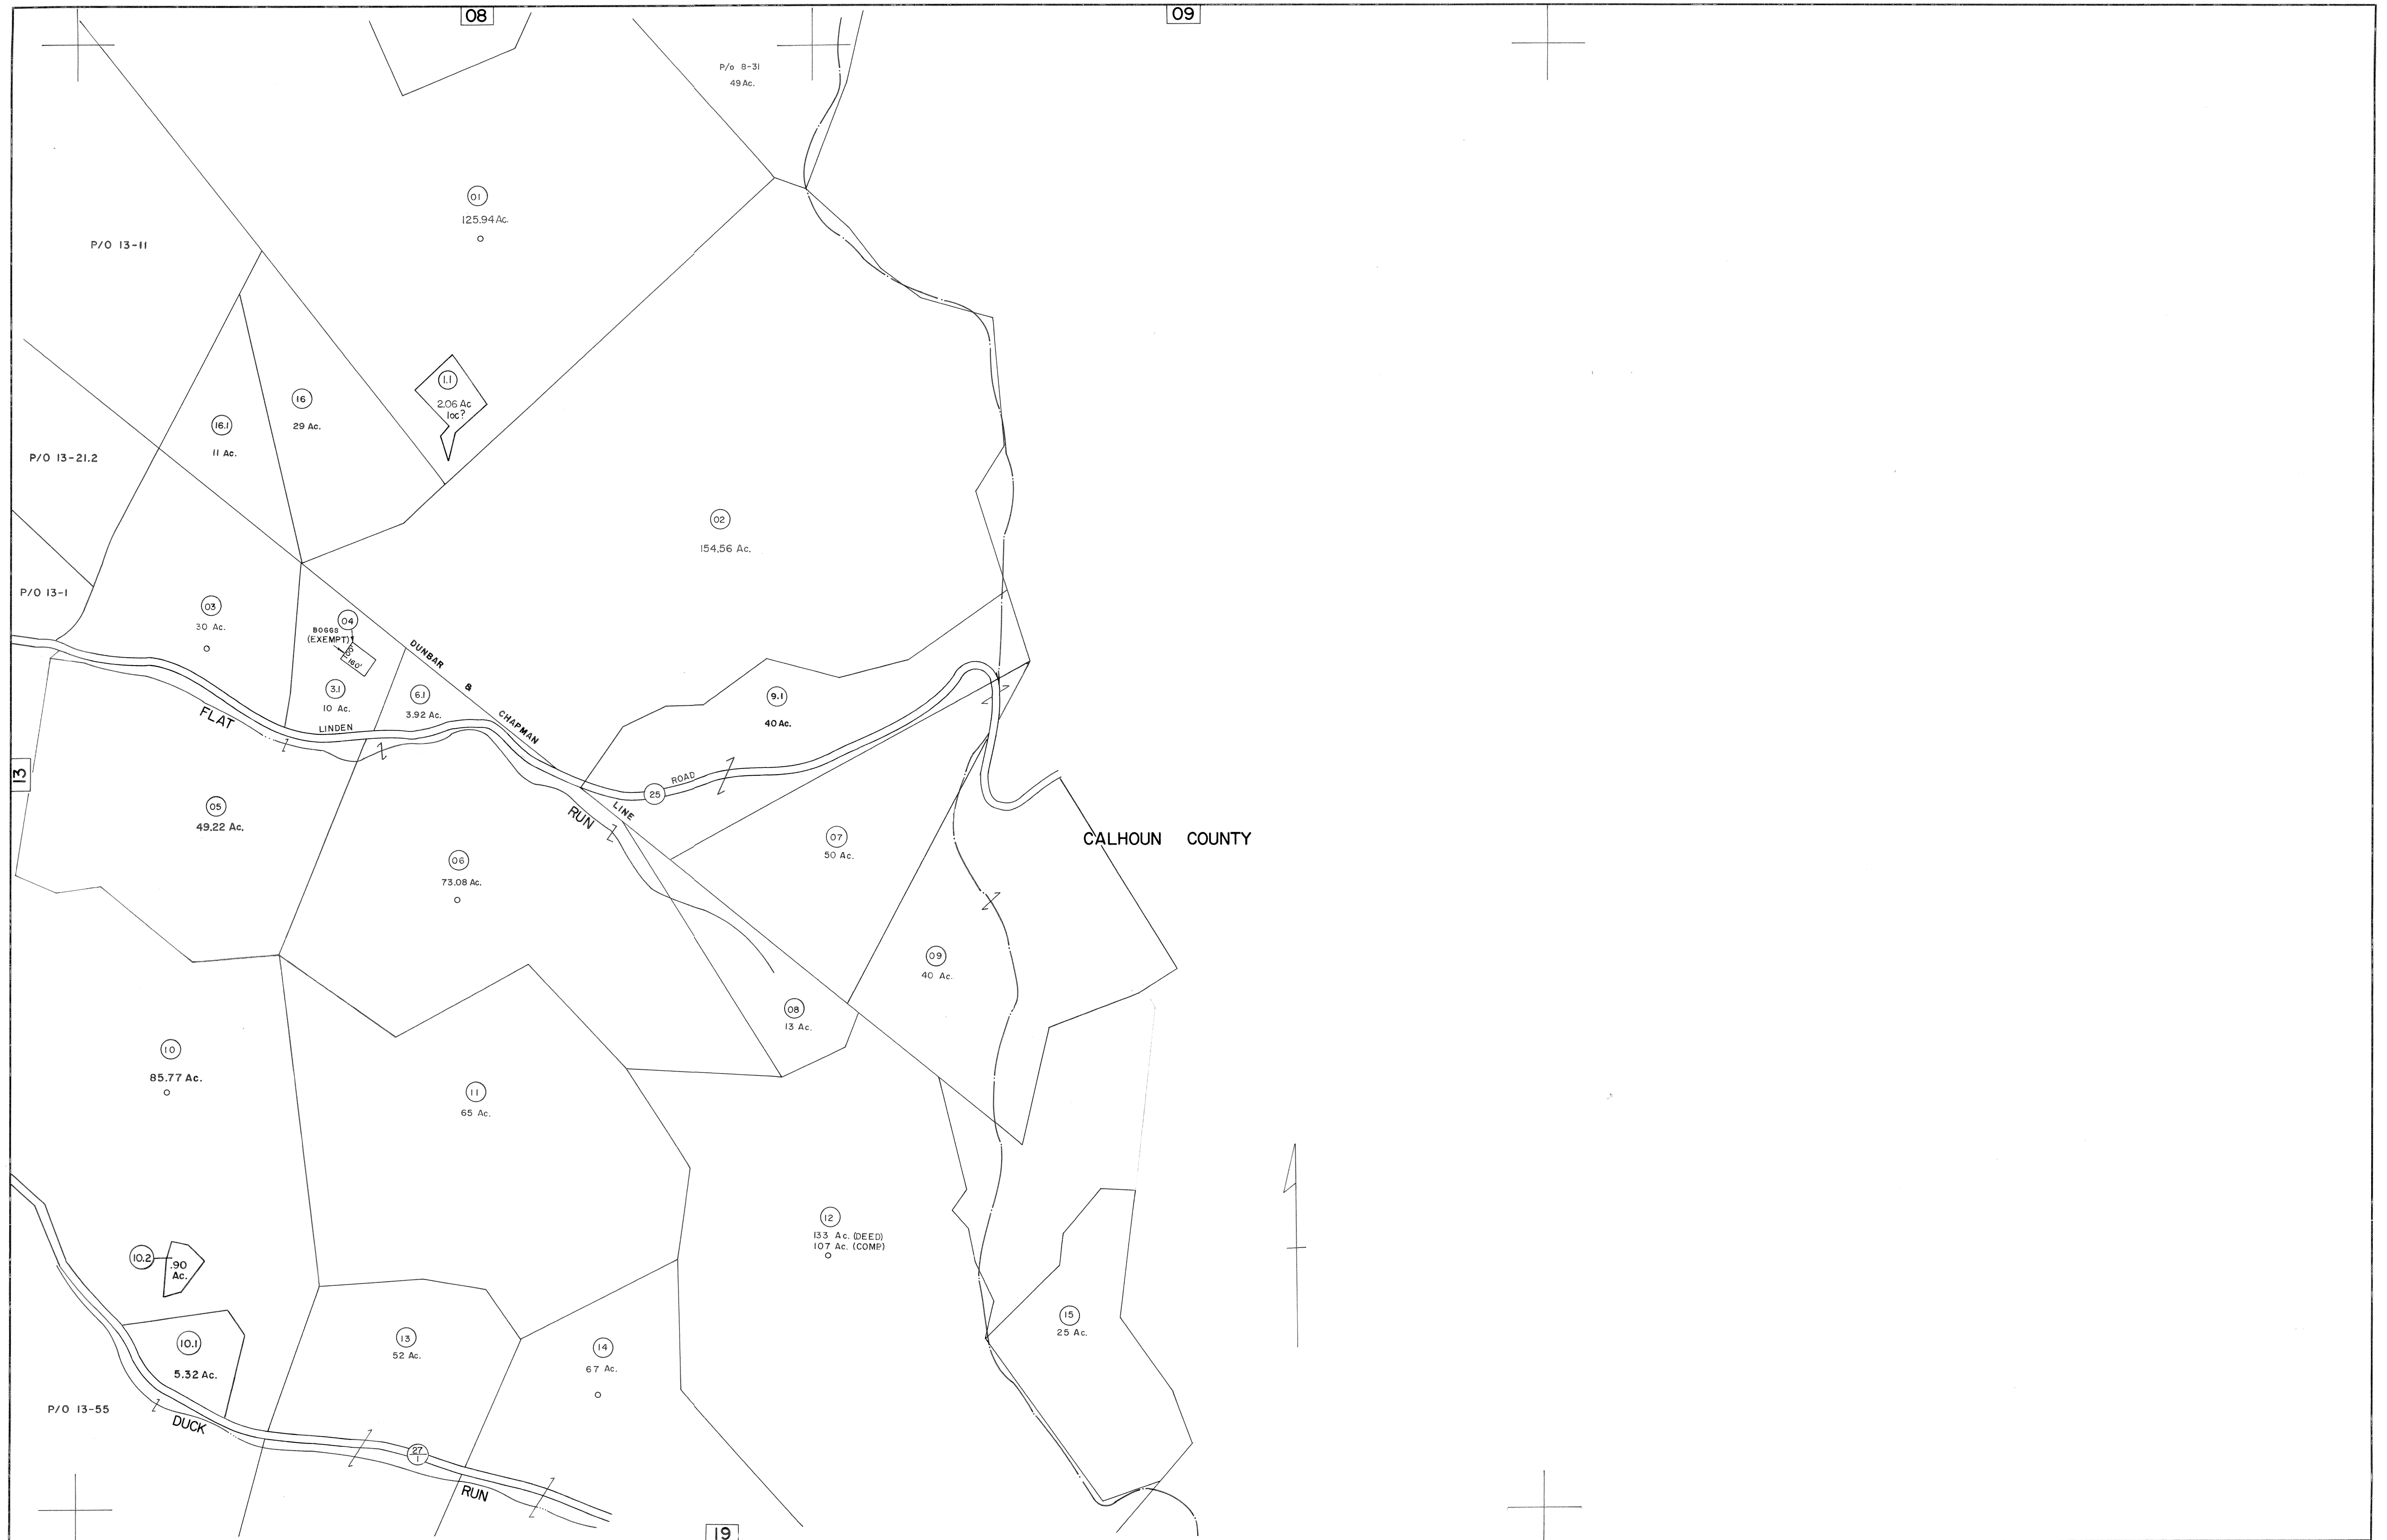 08
09
P/o 8-31
49 Ac.
01
125.94 Ac.
P/O 13-11
1.1
2.06 Ac
loc?
16
29 Ac.
16.1
11 Ac.
P/O 13-21.2
02
154.56 Ac.
P/O 13-1
03
30 Ac.
04
BOGGS
(EXEMPT)
160'
DUNBAR
&
CHAPMAN
LINE
3.1
10 Ac.
6.1
3.92 Ac.
9.1
40 Ac.
FLAT
RUN
LINDEN
ROAD
25
13
05
49.22 Ac.
07
50 Ac.
CALHOUN COUNTY
06
73.08 Ac.
09
40 Ac.
08
13 Ac.
10
85.77 Ac.
11
65 Ac.
12
133 Ac. (DEED)
107 Ac. (COMP)
10.2
.90
Ac.
10.1
5.32 Ac.
13
52 Ac.
14
67 Ac.
15
25 Ac.
P/O 13-55
DUCK
RUN
27
1
19